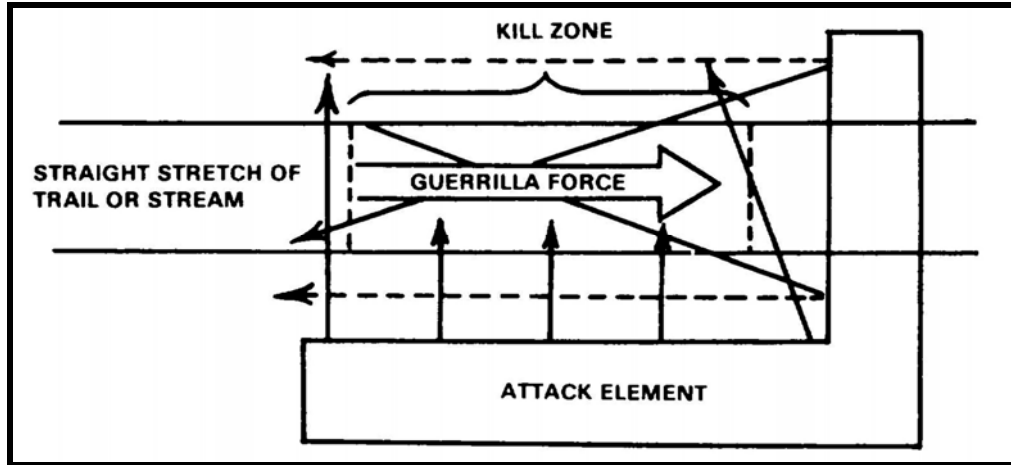 KILL ZONE
STRAIGHT STRETCH OF
TRAIL OR STREAM
GUERRILLA FORCE
ATTACK ELEMENT